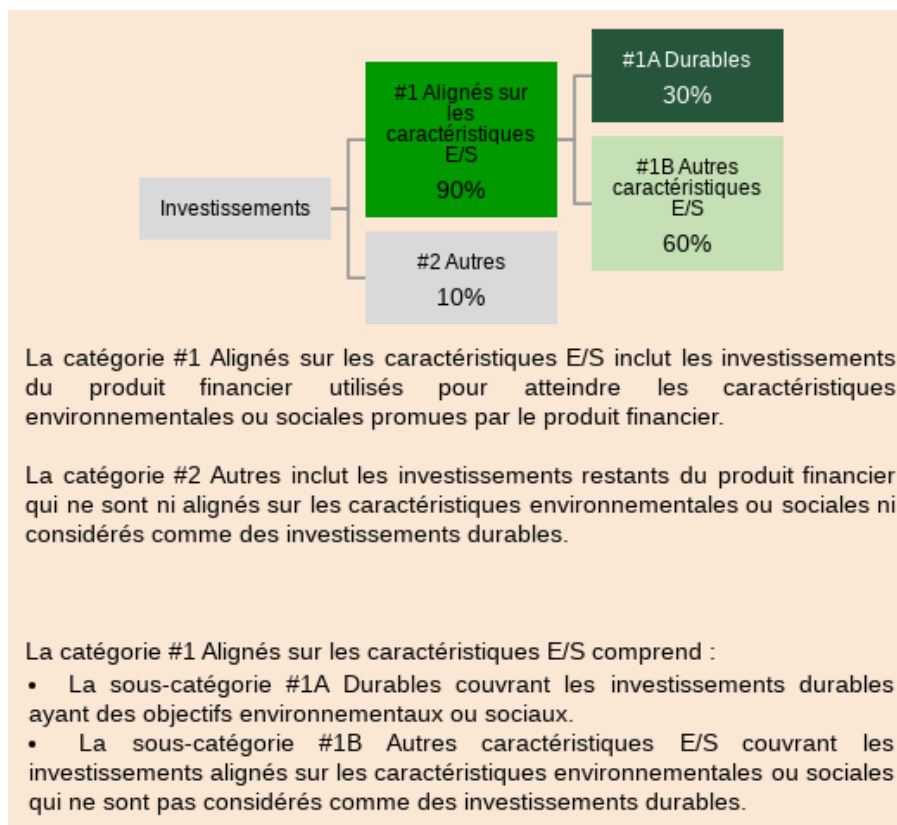 #1A Durables
30%
#1 Alignés sur
les
caractéristiques
E/S
90%
#1B Autres
caractéristiques
E/S
60%
Investissements
#2 Autres
10%
La catégorie #1 Alignés sur les caractéristiques E/S inclut les investissements
du produit financier utilisés pour atteindre les caractéristiques
environnementales ou sociales promues par le produit financier.
La catégorie #2 Autres inclut les investissements restants du produit financier
qui ne sont ni alignés sur les caractéristiques environnementales ou sociales ni
considérés comme des investissements durables.
La catégorie #1 Alignés sur les caractéristiques E/S comprend :
• La sous-catégorie #1A Durables couvrant les investissements durables
ayant des objectifs environnementaux ou sociaux.
• La sous-catégorie #1B Autres caractéristiques E/S couvrant les
investissements alignés sur les caractéristiques environnementales ou sociales
qui ne sont pas considérés comme des investissements durables.